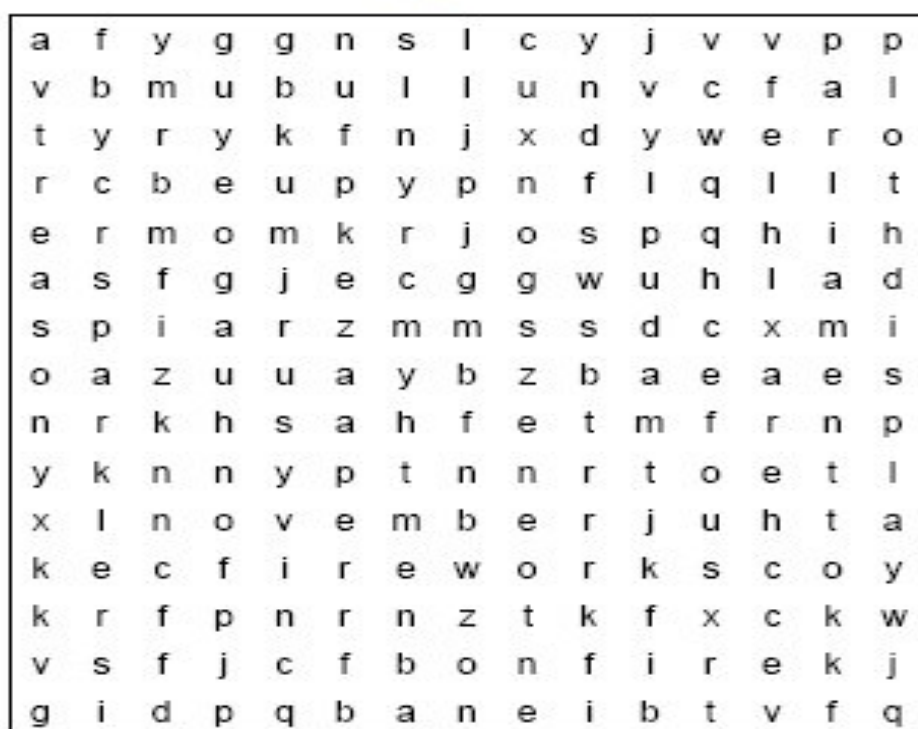 a f y g g n s l c y j v v p p
v b m u b u l l u n v c f a l
t y r y k f n j x d y w e r o
r c b e u p y p n f l q l l t
e r m o m k r j o s p q h i h
a s f g j e c g g w u h l a d
s p i a r z m m s s d c x m i
o a z u u a y b z b a e a e s
n r k h s a h f e t m f r n p
y k n n y p t n n r t o e t l
x l n o v e m b e r j u h t a
k e c f i r e w o r k s c o y
k r f p n r n z t k f x c k w
v s f j c f b o n f i r e k j
g i d p q b a n e i b t v f q